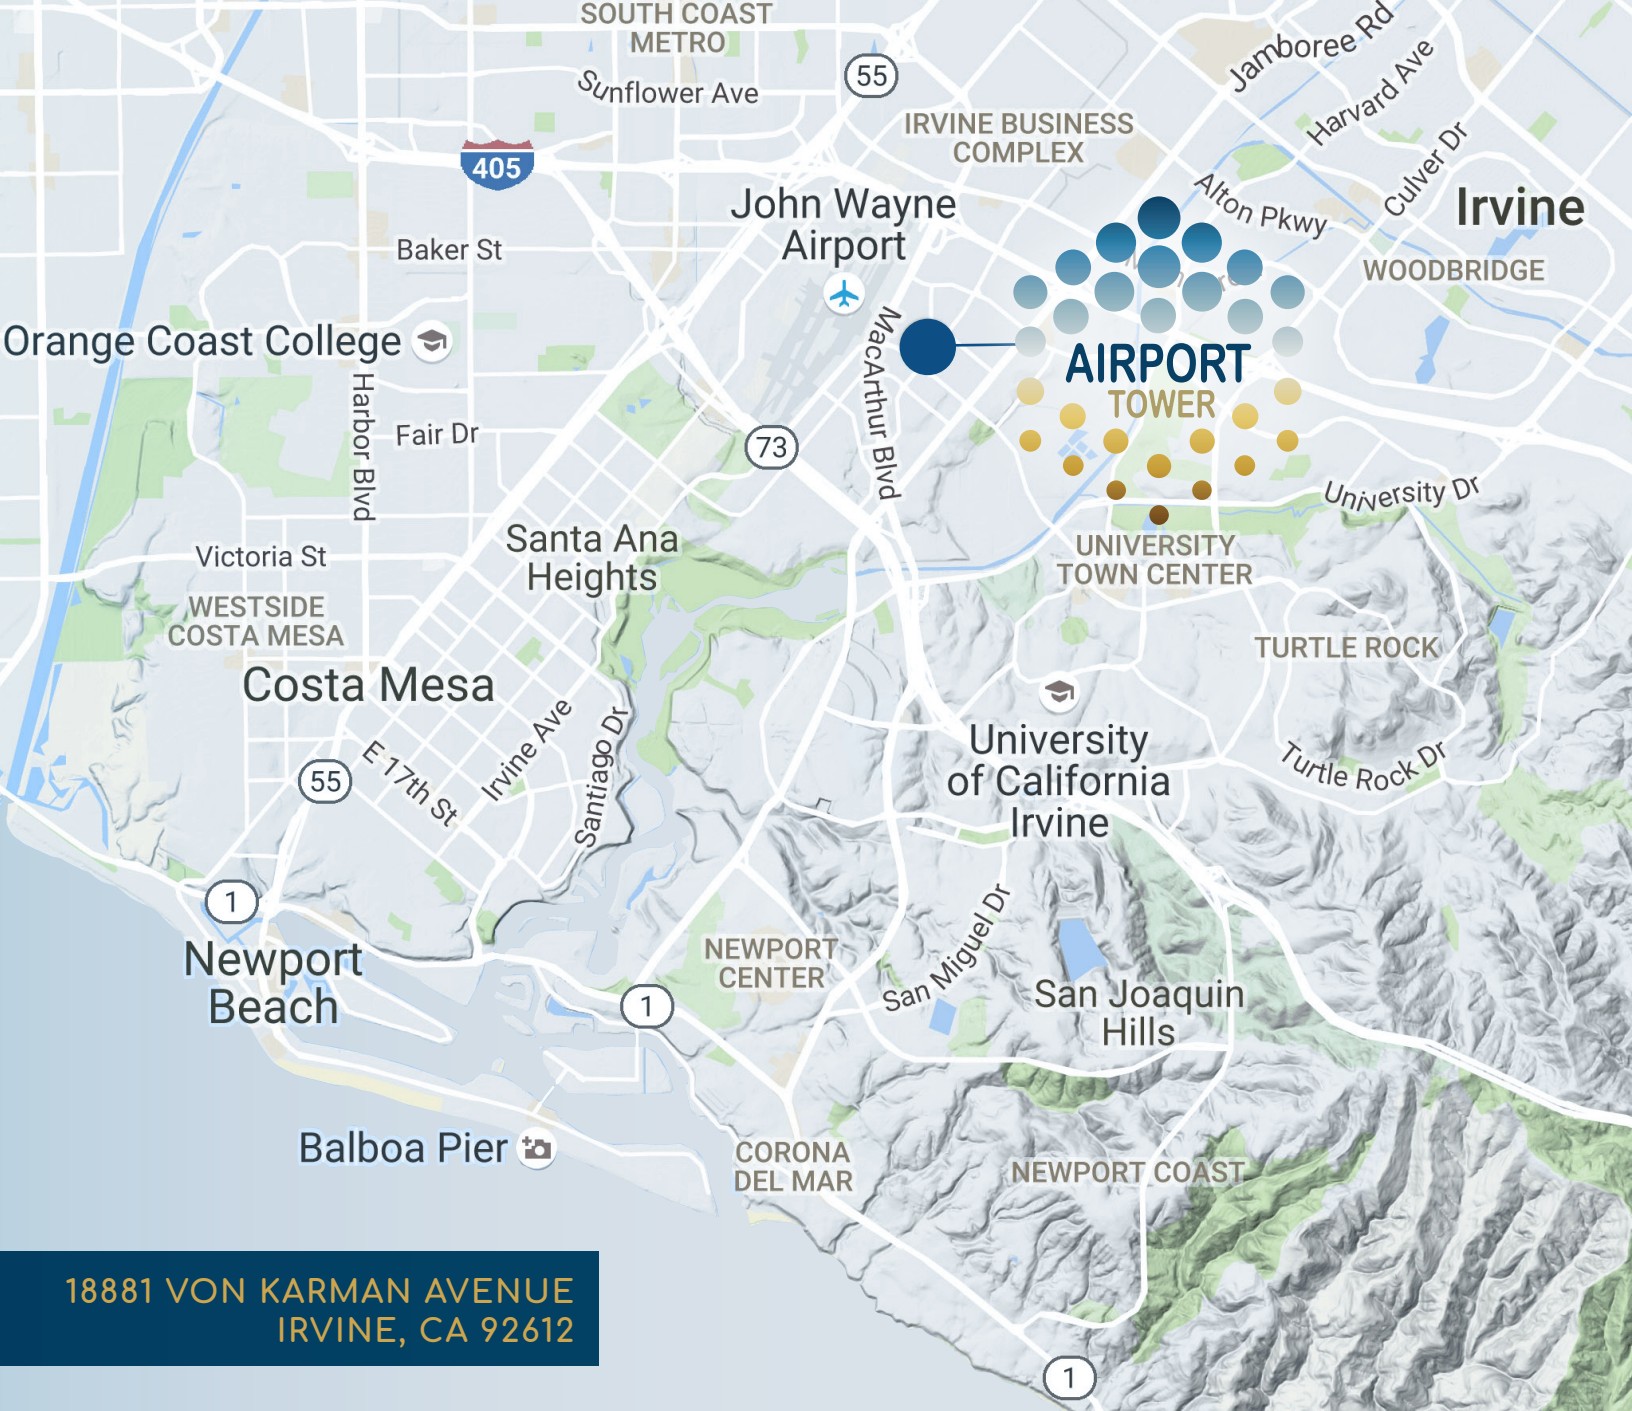 SOUTH COAST
METRO
Jamboree Rd
Harvard Ave
55
Sunflower Ave
IRVINE BUSINESS
COMPLEX
Culver Dr
405
John Wayne
Airport
Alton Pkwy
Irvine
Baker St
WOODBRIDGE
Orange Coast College
MacArthur Blvd
AIRPORT
TOWER
Harbor Blvd
Fair Dr
73
University Dr
Santa Ana
Heights
Victoria St
UNIVERSITY
TOWN CENTER
WESTSIDE
COSTA MESA
TURTLE ROCK
Costa Mesa
Irvine Ave
Santiago Dr
E 17th St
55
University
of California
Irvine
Turtle Rock Dr
1
Newport
Beach
NEWPORT
CENTER
San Miguel Dr
1
San Joaquin
Hills
Balboa Pier
CORONA
DEL MAR
NEWPORT COAST
18881 VON KARMAN AVENUE
IRVINE, CA 92612
1